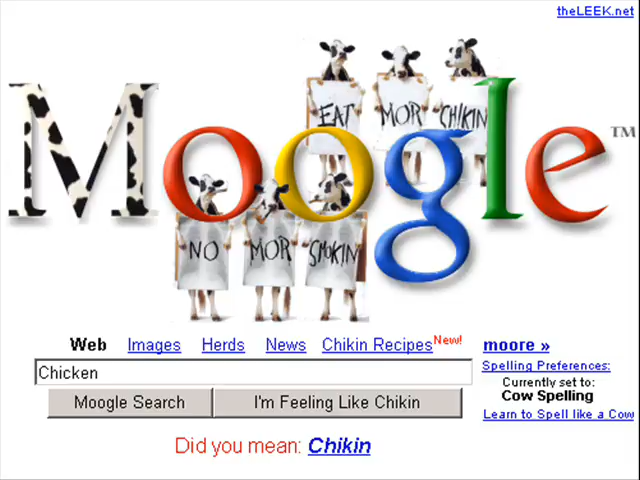 theLEEK.net
EAT MOR CHIKIN
Moogle™
NO MOR SMOKIN
Web Images Herds News Chikin Recipes New! moore »
Chicken
Spelling Preferences:
Currently set to:
Cow Spelling
Moogle Search I'm Feeling Like Chikin
Learn to Spell like a Cow
Did you mean: Chikin